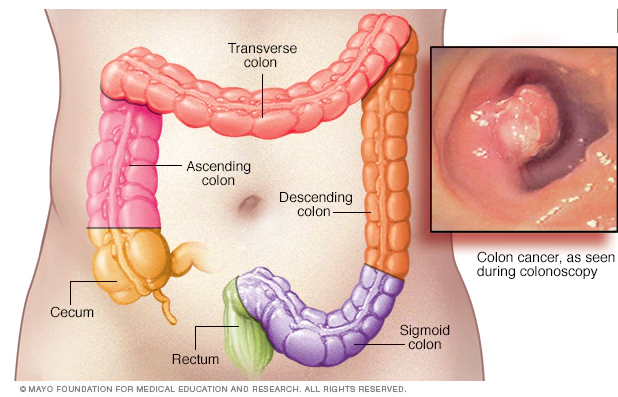 Transverse
colon
Ascending
colon
Descending
colon
Colon cancer, as seen
during colonoscopy
Cecum
Sigmoid
colon
Rectum
© MAYO FOUNDATION FOR MEDICAL EDUCATION AND RESEARCH. ALL RIGHTS RESERVED.